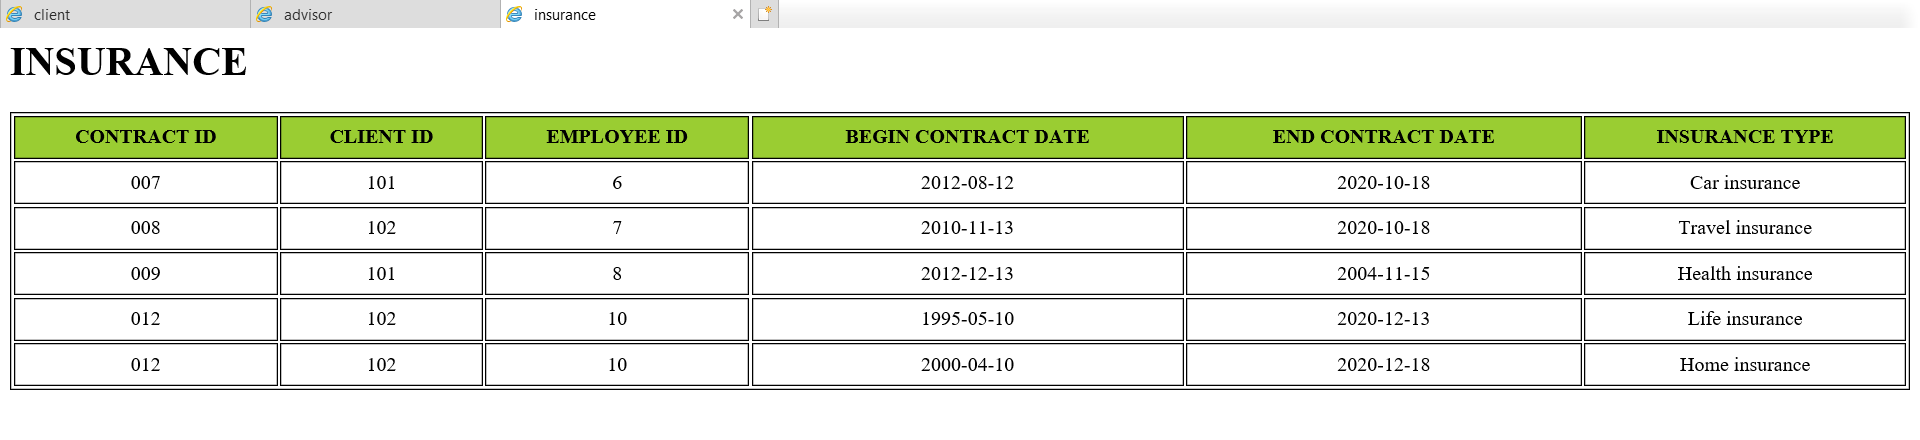 client advisor insurance
INSURANCE
CONTRACT ID CLIENT ID EMPLOYEE ID BEGIN CONTRACT DATE END CONTRACT DATE INSURANCE TYPE
007 101 6 2012-08-12 2020-10-18 Car insurance
008 102 7 2010-11-13 2020-10-18 Travel insurance
009 101 8 2012-12-13 2004-11-15 Health insurance
012 102 10 1995-05-10 2020-12-13 Life insurance
012 102 10 2000-04-10 2020-12-18 Home insurance